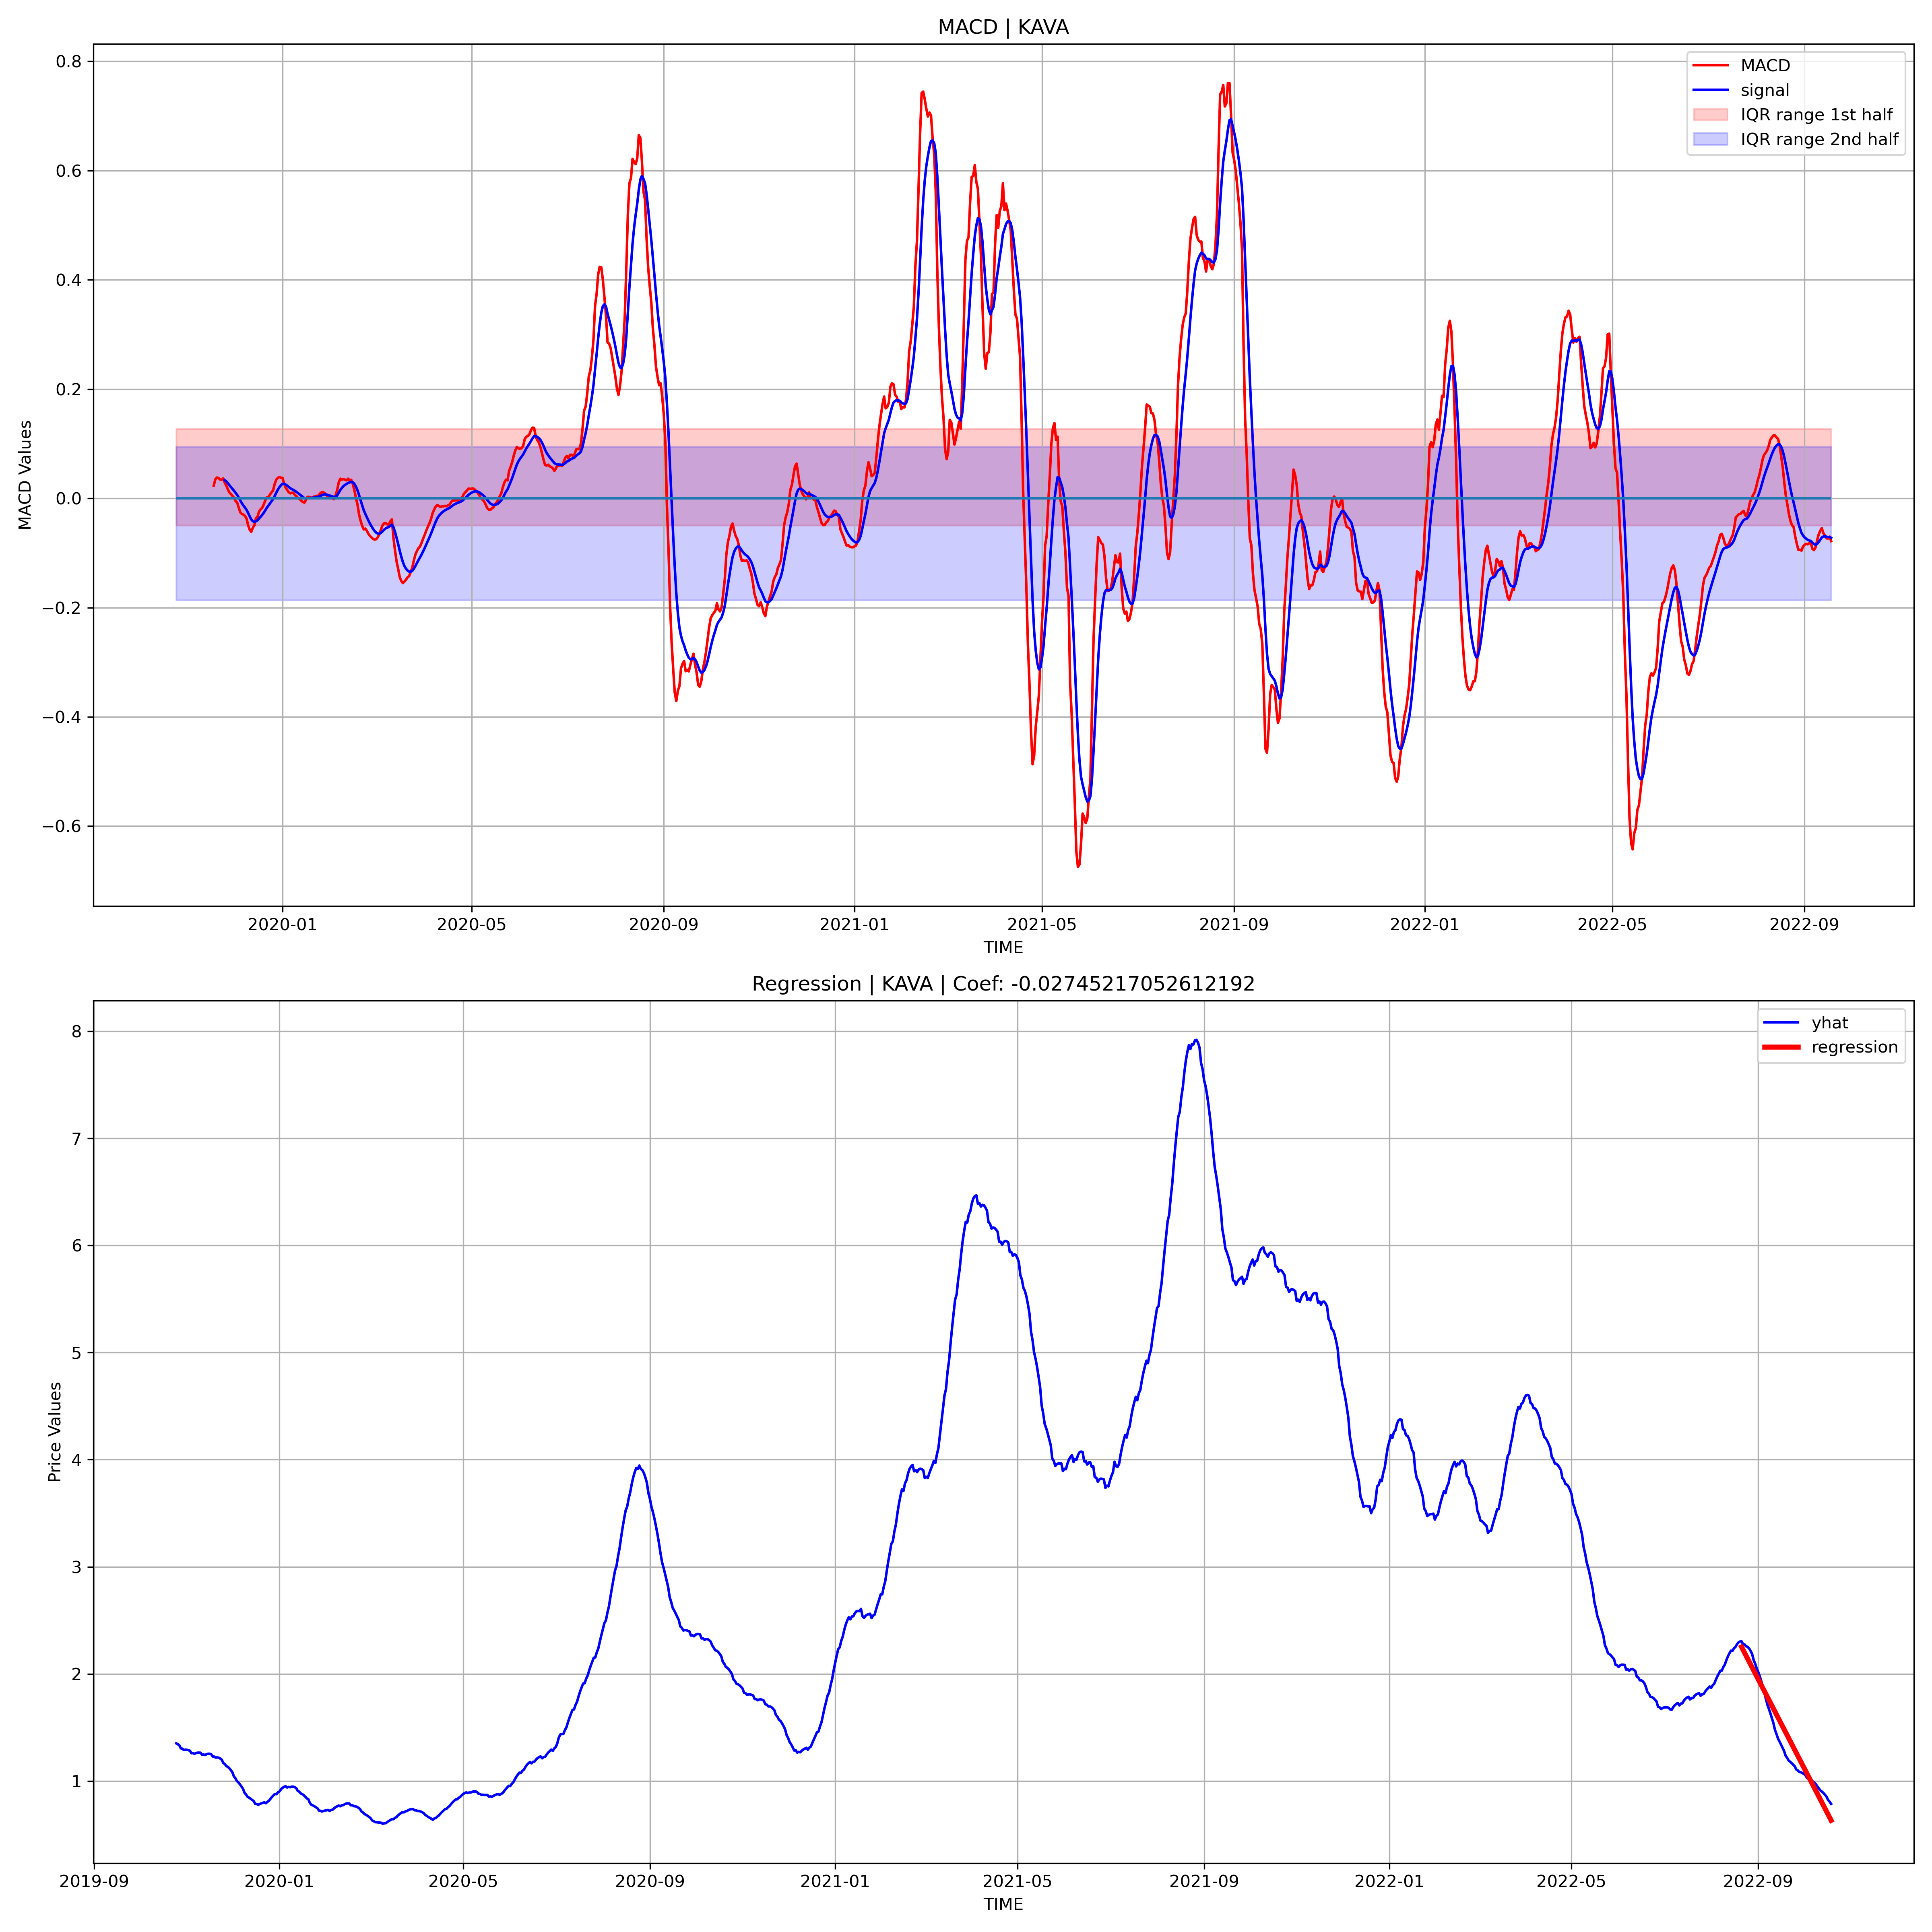 MACD | KAVA
0.8
0.6
0.4
0.2
0.0
−0.2
−0.4
−0.6
MACD Values
MACD
signal
IQR range 1st half
IQR range 2nd half
2020-01
2020-05
2020-09
2021-01
2021-05
2021-09
2022-01
2022-05
2022-09
TIME
Regression | KAVA | Coef: -0.02745217052612192
8
7
6
5
4
3
2
1
Price Values
yhat
regression
2019-09
2020-01
2020-05
2020-09
2021-01
2021-05
2021-09
2022-01
2022-05
2022-09
TIME